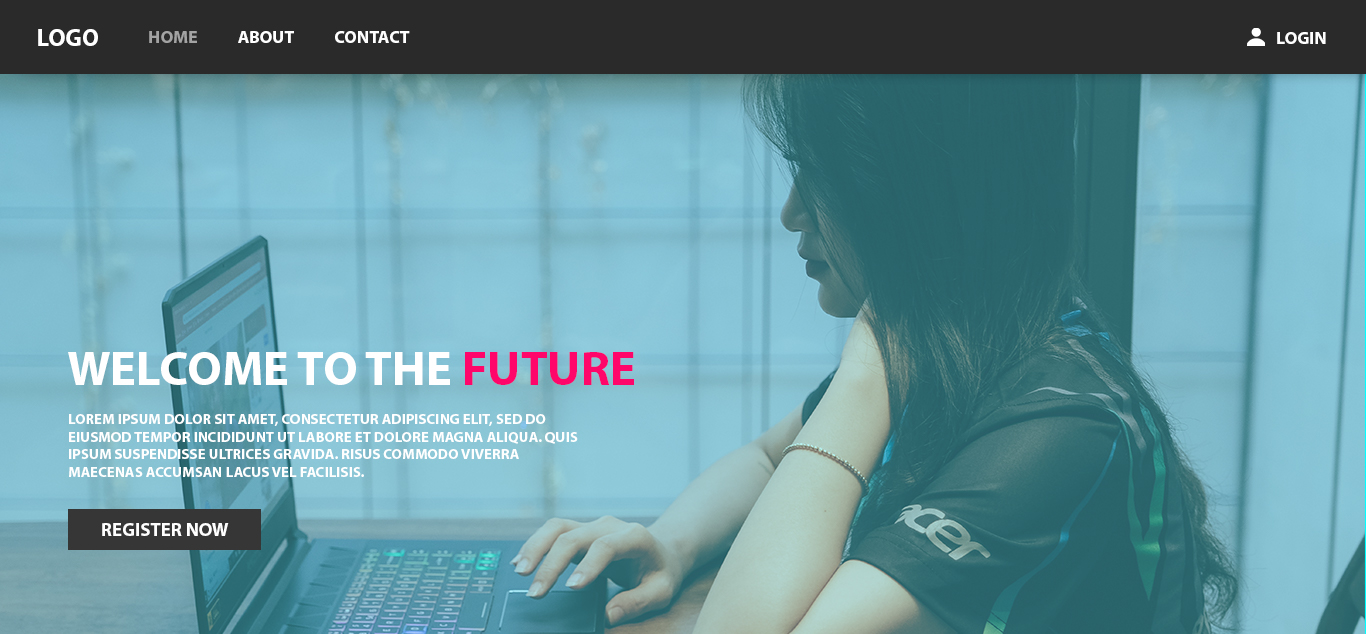 LOGO HOME ABOUT CONTACT LOGIN
WELCOME TO THE FUTURE
LOREM IPSUM DOLOR SIT AMET, CONSECTETUR ADIPISCING ELIT, SED DO
EIUSMOD TEMPOR INCIDIDUNT UT LABORE ET DOLORE MAGNA ALIQUA. QUIS
IPSUM SUSPENDISSE ULTRICES GRAVIDA. RISUS COMMODO VIVERRA
MAECENAS ACCUMSAN LACUS VEL FACILISIS.
acer
REGISTER NOW